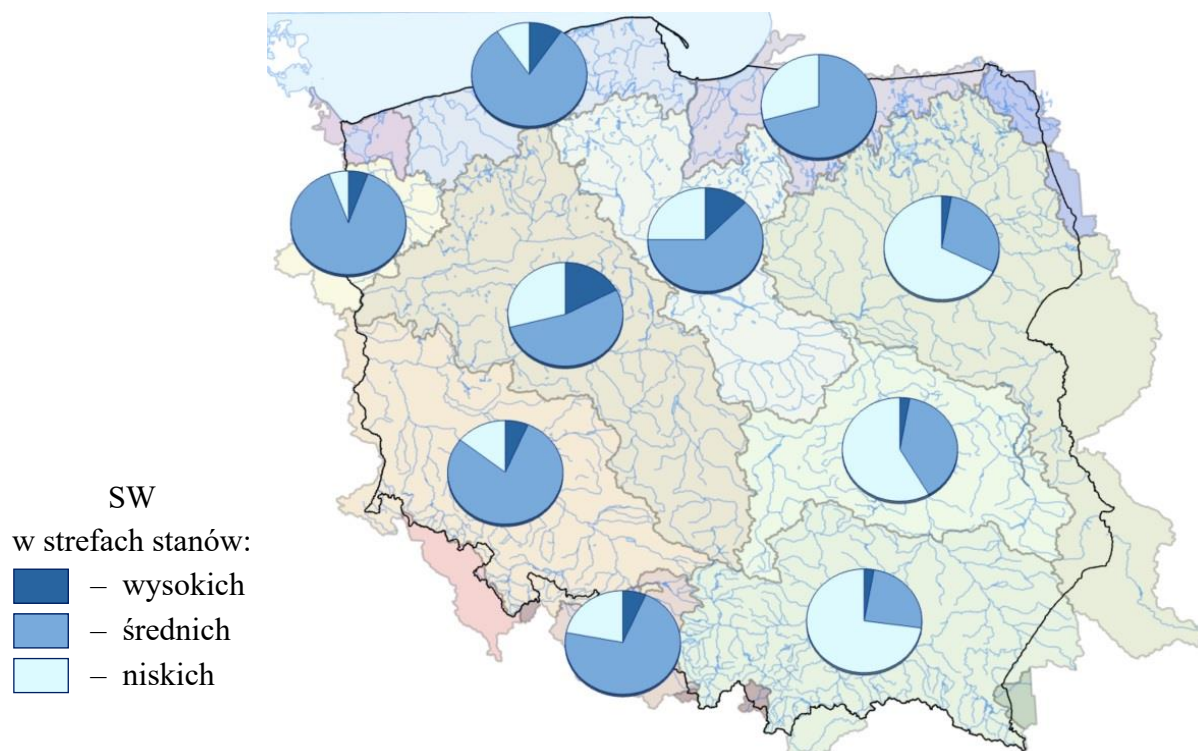 SW
w strefach stanów:
– wysokich
– średnich
– niskich